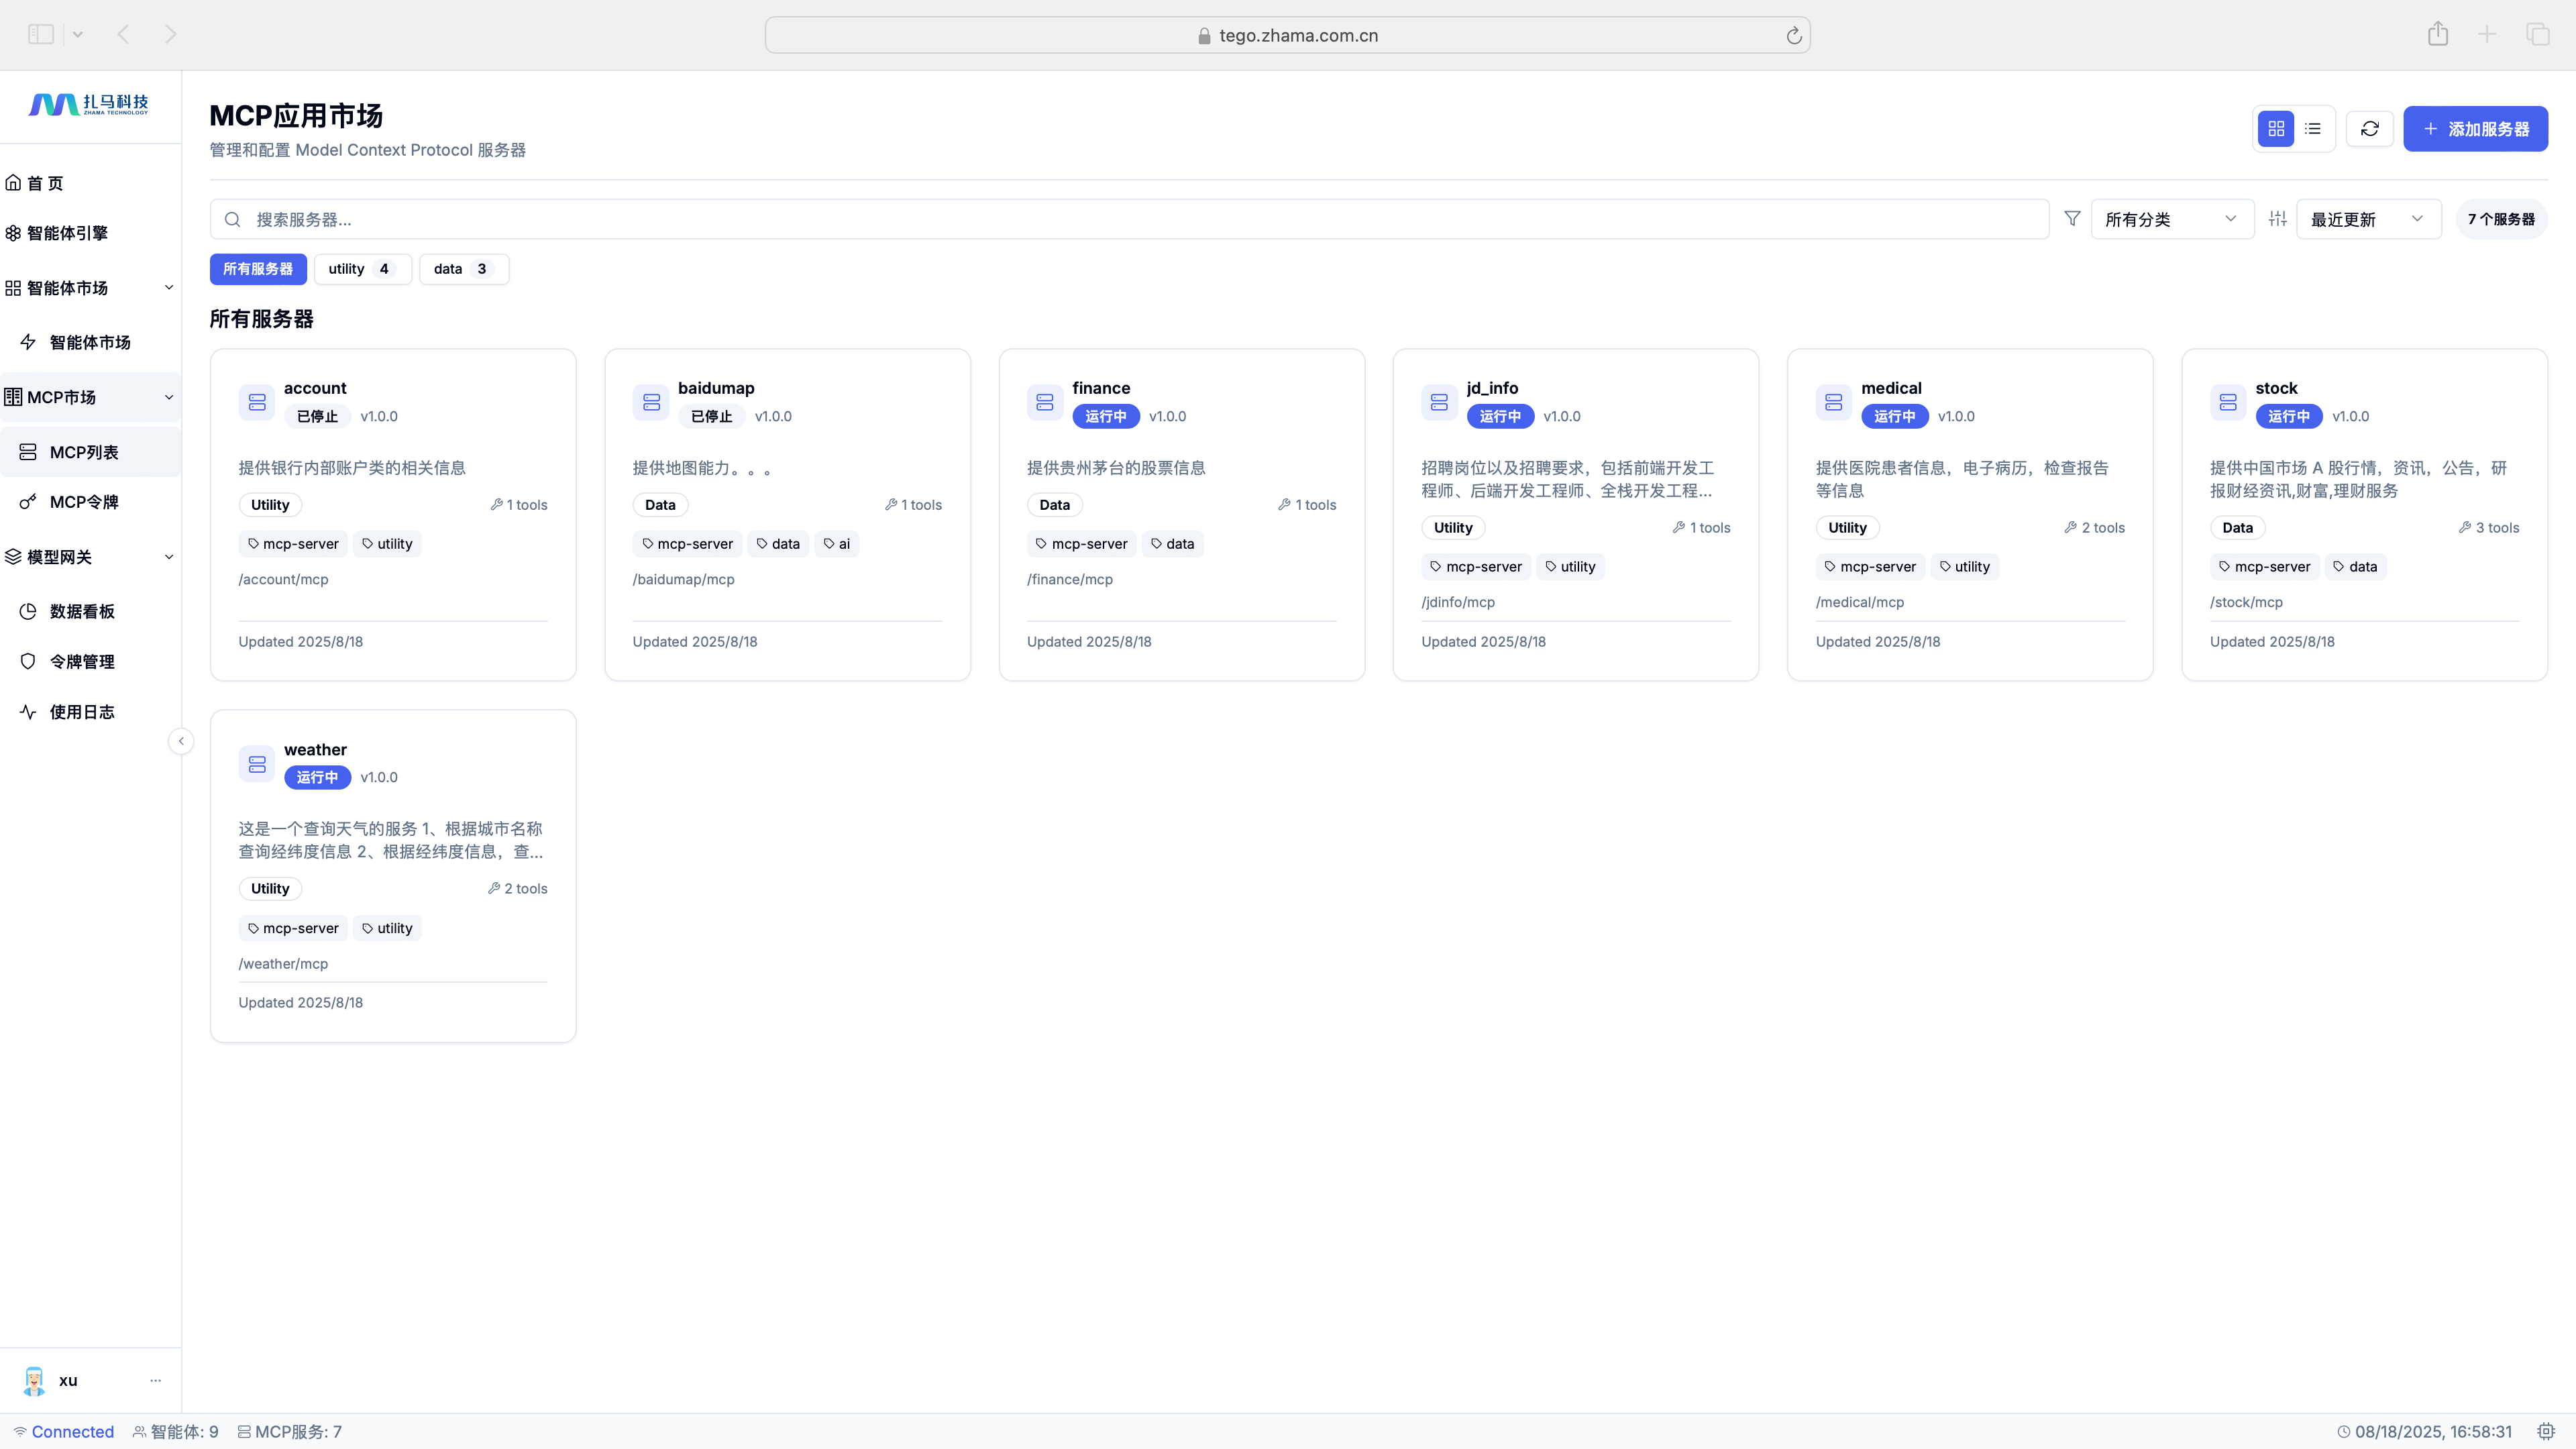 tego.zhama.com.cn
扎马科技
ZHAMA TECHNOLOGY
首 页
智能体引擎
智能体市场
智能体市场
MCP市场
MCP列表
MCP令牌
模型网关
数据看板
令牌管理
使用日志
xu
MCP应用市场
管理和配置 Model Context Protocol 服务器
添加服务器
搜索服务器...
所有分类
最近更新
7 个服务器
所有服务器
utility 4
data 3
所有服务器
account
已停止 v1.0.0
提供银行内部账户类的相关信息
Utility 1 tools
mcp-server utility
/account/mcp
Updated 2025/8/18
baidumap
已停止 v1.0.0
提供地图能力。。。
Data 1 tools
mcp-server data ai
/baidumap/mcp
Updated 2025/8/18
finance
运行中 v1.0.0
提供贵州茅台的股票信息
Data 1 tools
mcp-server data
/finance/mcp
Updated 2025/8/18
jd_info
运行中 v1.0.0
招聘岗位以及招聘要求，包括前端开发工
程师、后端开发工程师、全栈开发工程...
Utility 1 tools
mcp-server utility
/jdinfo/mcp
Updated 2025/8/18
medical
运行中 v1.0.0
提供医院患者信息，电子病历，检查报告
等信息
Utility 2 tools
mcp-server utility
/medical/mcp
Updated 2025/8/18
stock
运行中 v1.0.0
提供中国市场 A 股行情，资讯，公告，研
报财经资讯,财富,理财服务
Data 3 tools
mcp-server data
/stock/mcp
Updated 2025/8/18
weather
运行中 v1.0.0
这是一个查询天气的服务 1、根据城市名称
查询经纬度信息 2、根据经纬度信息，查...
Utility 2 tools
mcp-server utility
/weather/mcp
Updated 2025/8/18
Connected 智能体: 9 MCP服务: 7
08/18/2025, 16:58:31